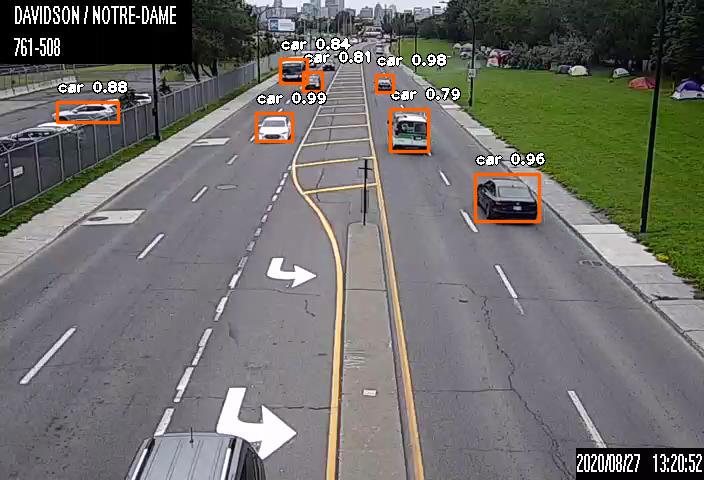 DAVIDSON / NOTRE-DAME
761-508
car 0.84
car 0.81
car 0.98
car 0.88
car 0.99
car 0.79
car 0.96
2020/08/27 13:20:52